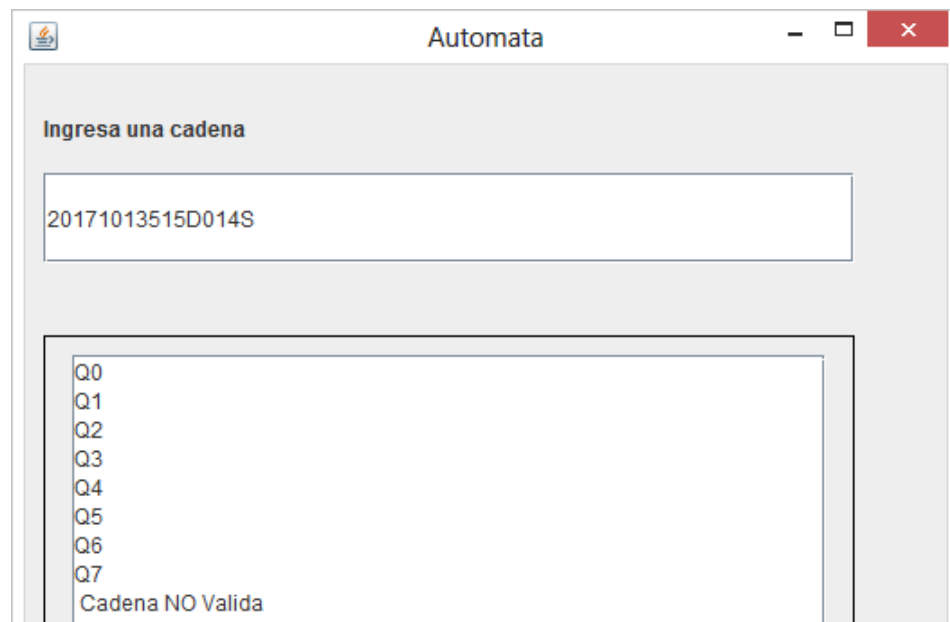 Automata
Ingresa una cadena
20171013515D014S
Q0
Q1
Q2
Q3
Q4
Q5
Q6
Q7
Cadena NO Valida